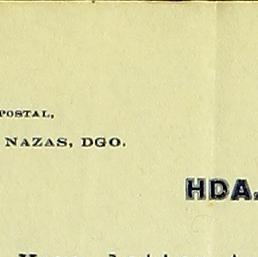 POSTAL,
NAZAS, DGO.
HDA.